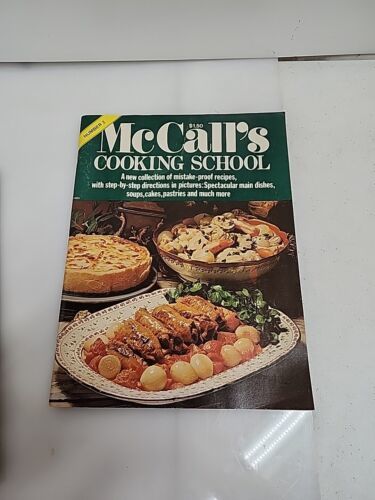 NUMBER 2
$1.50
McCall's
COOKING SCHOOL
A new collection of mistake-proof recipes,
with step-by-step directions in pictures: Spectacular main dishes,
soups, cakes, pastries and much more